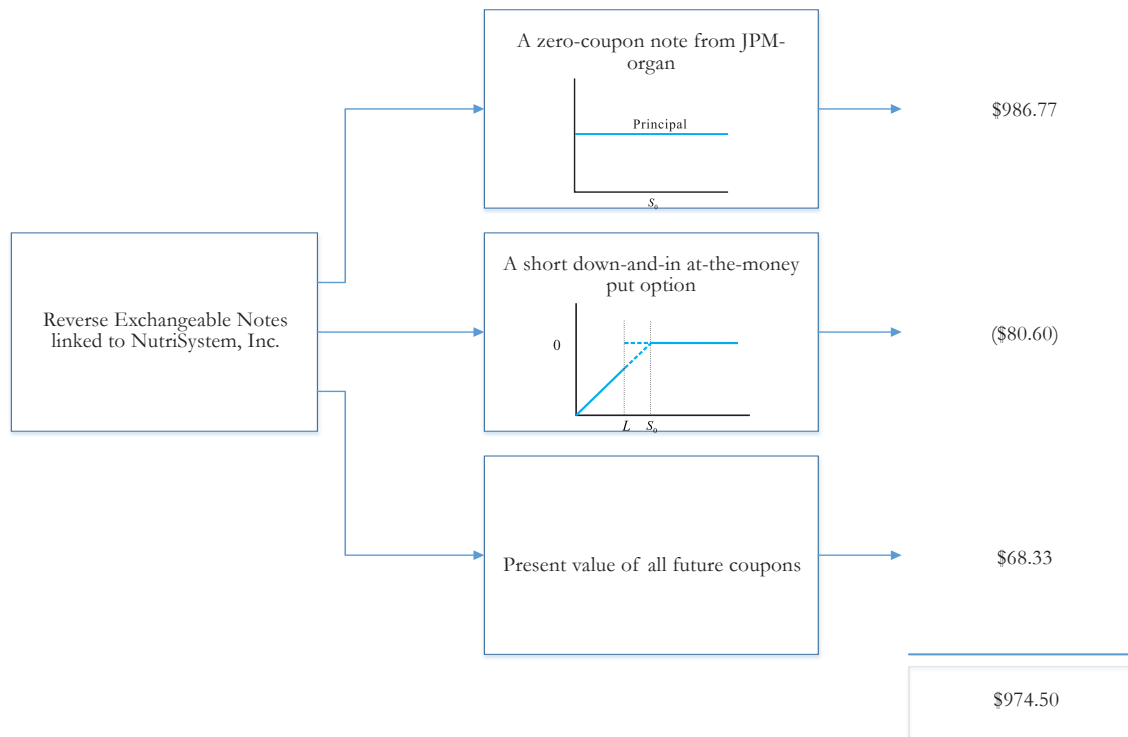 Reverse Exchangeable Notes
linked to NutriSystem, Inc.
A zero-coupon note from JPM-
organ
Principal
S₀
$986.77
A short down-and-in at-the-money
put option
0
L S₀
($80.60)
Present value of all future coupons
$68.33
$974.50